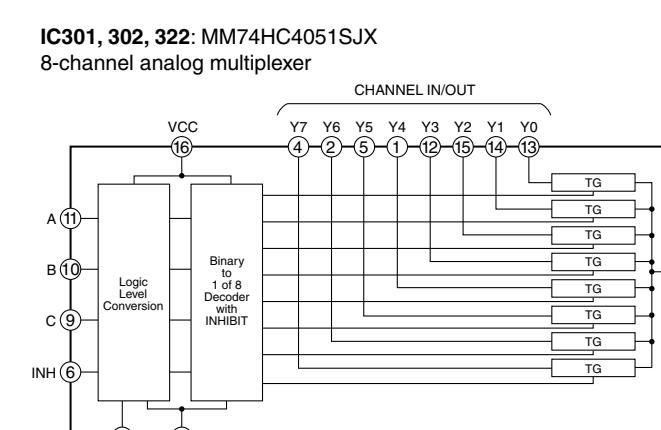 IC301, 302, 322: MM74HC4051SJX
8-channel analog multiplexer
CHANNEL IN/OUT
VCC Y7 Y6 Y5 Y4 Y3 Y2 Y1 Y0
16 4 2 5 1 12 15 14 13
TG
TG
A 11
TG
TG
B 10
Logic
Level
Conversion
Binary
to
1 of 8
Decoder
with
INHIBIT
TG
C 9
TG
TG
INH 6
TG